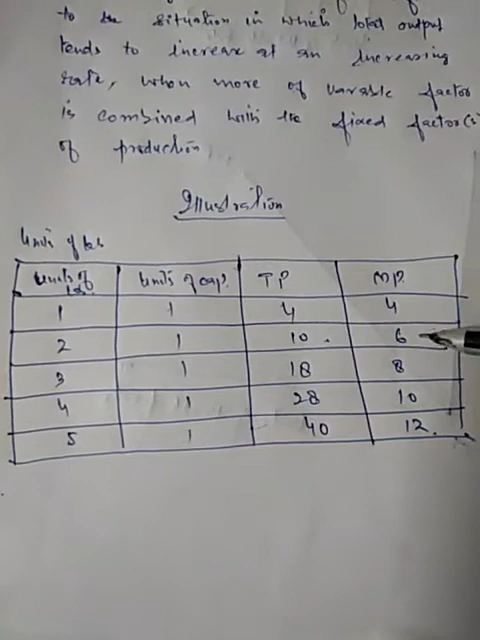 to the situation in which total output
tends to increase at an increasing
rate, when more of variable factor
is combined with the fixed factor(s)
of production
Illustration
Units of
Units of Units of cap. TP MP.
1 1 4 4
2 1 10. 6
3 1 18 8
4 1 28 10
5 1 40 12.